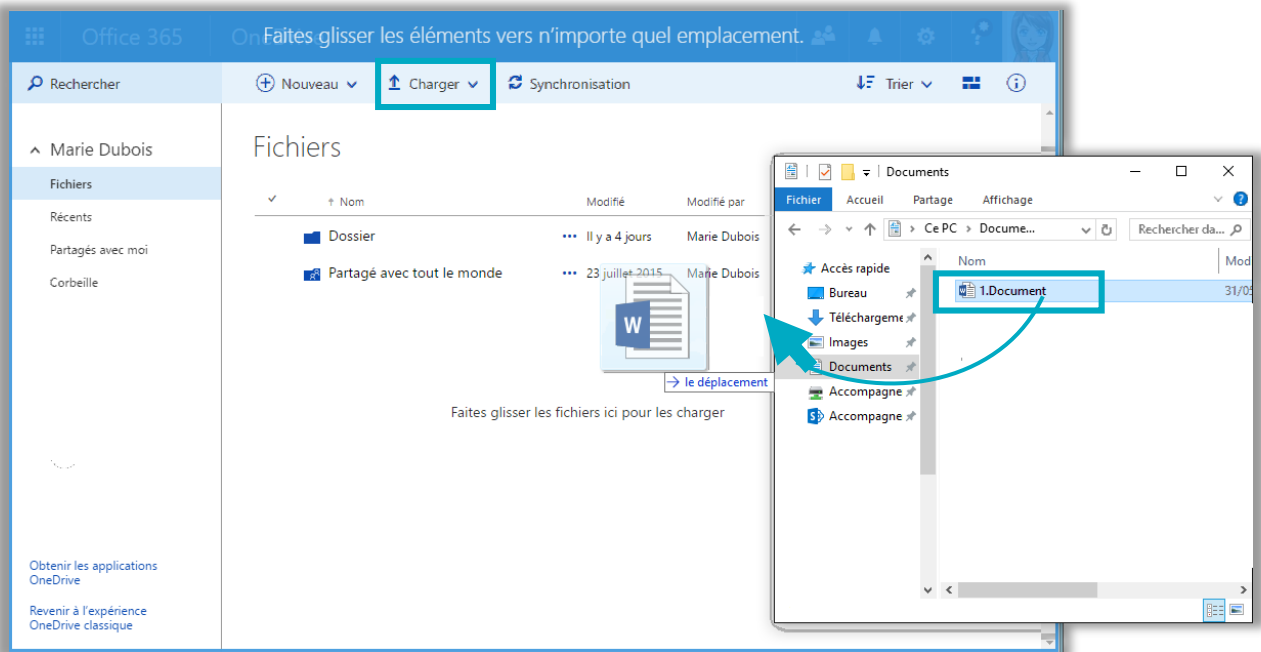 Office 365
On
Faites glisser les éléments vers n'importe quel emplacement.
Rechercher
Nouveau
Charger
Synchronisation
Trier
Marie Dubois
Fichiers
Récents
Partagés avec moi
Corbeille
Obtenir les applications
OneDrive
Revenir à l'expérience
OneDrive classique
Fichiers
Nom Modifié Modifié par
Dossier ••• Il y a 4 jours Marie Dubois
Partagé avec tout le monde ••• 23 juillet 2015 Marie Dubois
W
→ le déplacement
Faites glisser les fichiers ici pour les charger
Documents
Fichier Accueil Partage Affichage
Ce PC > Docume... Rechercher da...
Accès rapide
Bureau
Téléchargeme
Images
Documents
Accompagne
Accompagne
Nom Mod
1.Document 31/05